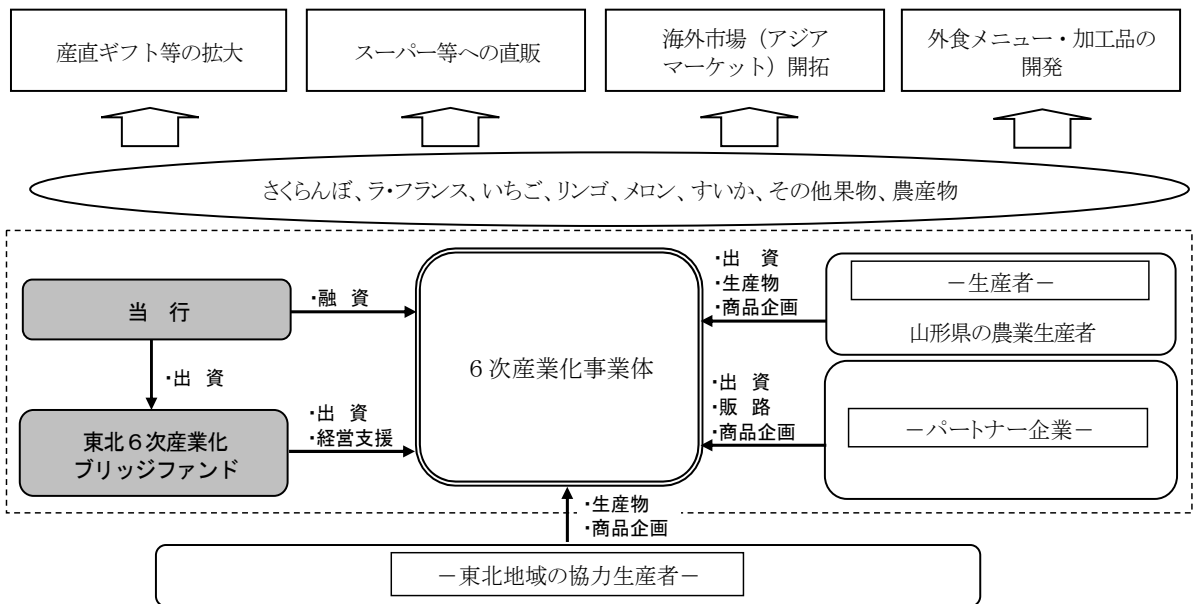 産直ギフト等の拡大
スーパー等への直販
海外市場(アジア
マーケット)開拓
外食メニュー・加工品の
開発
さくらんぼ、ラ・フランス、いちご、リンゴ、メロン、すいか、その他果物、農産物
当 行
・融 資
・出 資
東北6次産業化
ブリッジファンド
・出 資
・経営支援
6次産業化事業体
・出 資
・生産物
・商品企画
-生産者-
山形県の農業生産者
・出 資
・販 路
・商品企画
-パートナー企業-
・生産物
・商品企画
-東北地域の協力生産者-